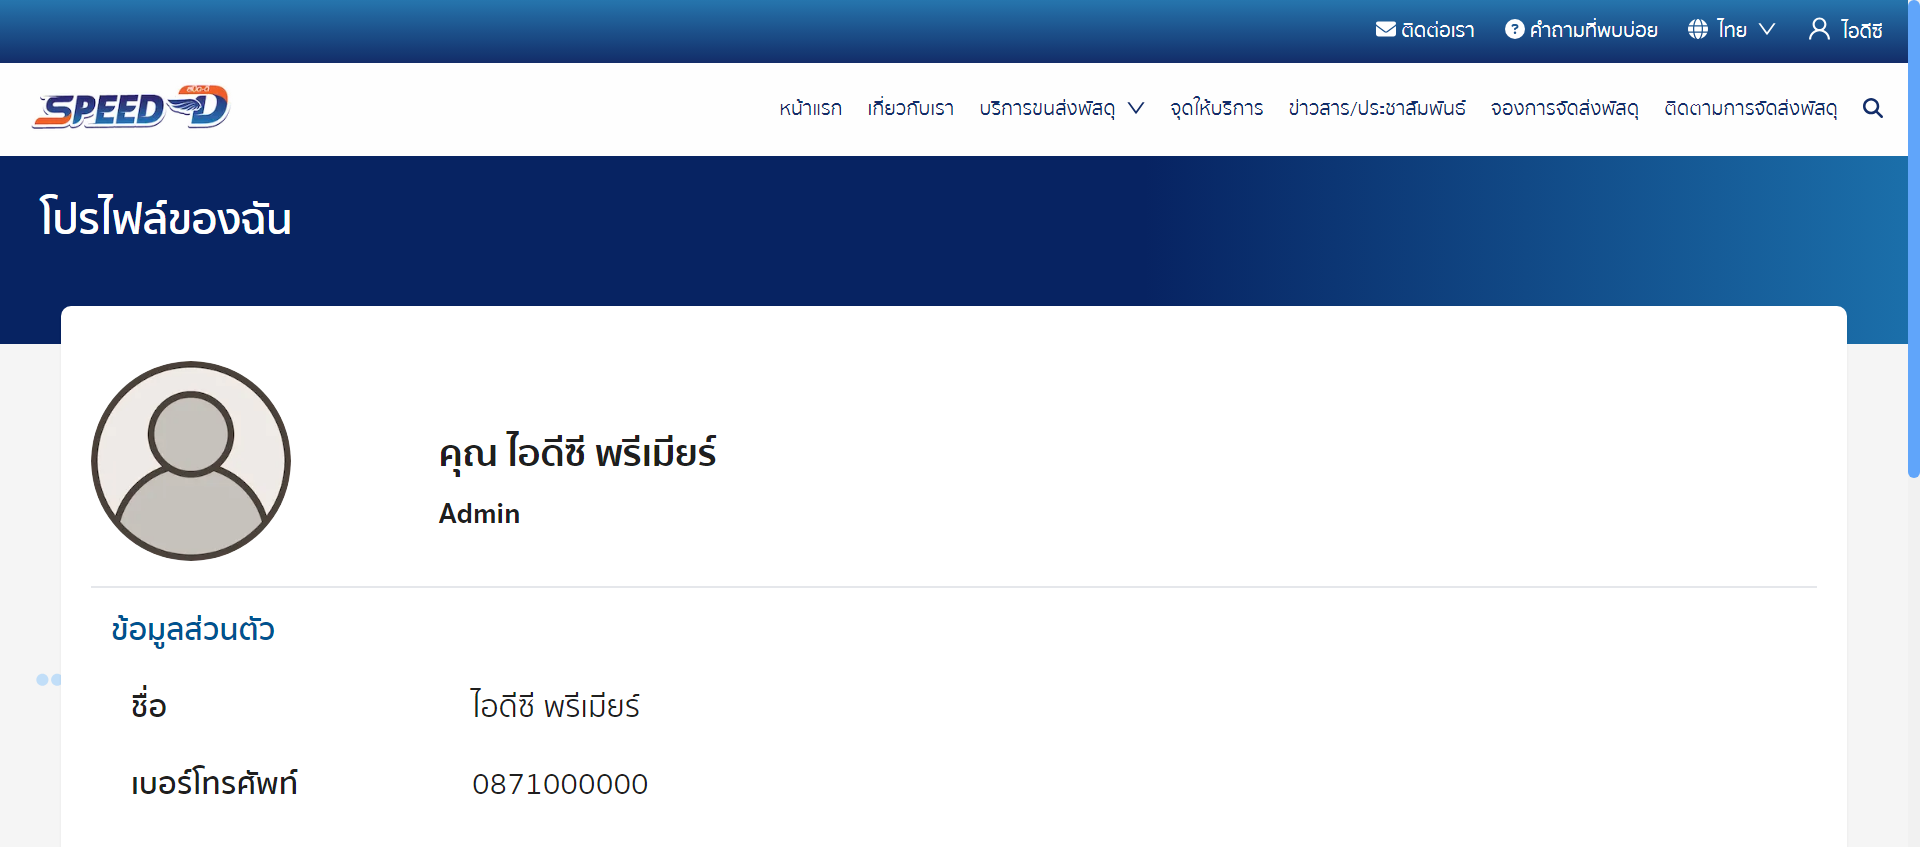 ติดต่อเรา คำถามที่พบบ่อย ไทย ไอดีซี
สปีด-ดี
SPEED-D
หน้าแรก เกี่ยวกับเรา บริการขนส่งพัสดุ จุดให้บริการ ข่าวสาร/ประชาสัมพันธ์ จองการจัดส่งพัสดุ ติดตามการจัดส่งพัสดุ
โปรไฟล์ของฉัน
คุณ ไอดีซี พรีเมียร์
Admin
ข้อมูลส่วนตัว
ชื่อ ไอดีซี พรีเมียร์
เบอร์โทรศัพท์ 0871000000